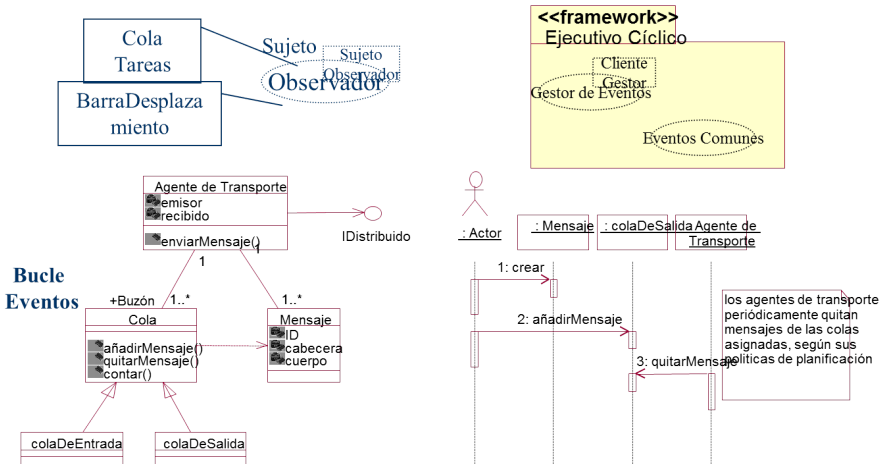 Cola
Tareas
Sujeto
Sujeto
Observador
Observador
BarraDesplaza
miento
<<framework>>
Ejecutivo Cíclico
Cliente
Gestor
Gestor de Eventos
Eventos Comunes
Agente de Transporte
emisor
recibido
enviarMensaje()
IDistribuido
1
1
Bucle
Eventos
+Buzón
1..*
1..*
Cola
añadirMensaje()
quitarMensaje()
contar()
Mensaje
ID
cabecera
cuerpo
colaDeEntrada
colaDeSalida
: Actor
: Mensaje
: colaDeSalida
Agente de
Transporte
1: crear
2: añadirMensaje
3: quitarMensaje
los agentes de transporte
periódicamente quitan
mensajes de las colas
asignadas, según sus
políticas de planificación